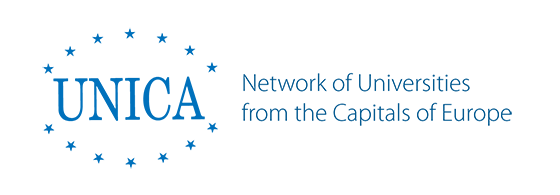 UNICA
Network of Universities
from the Capitals of Europe